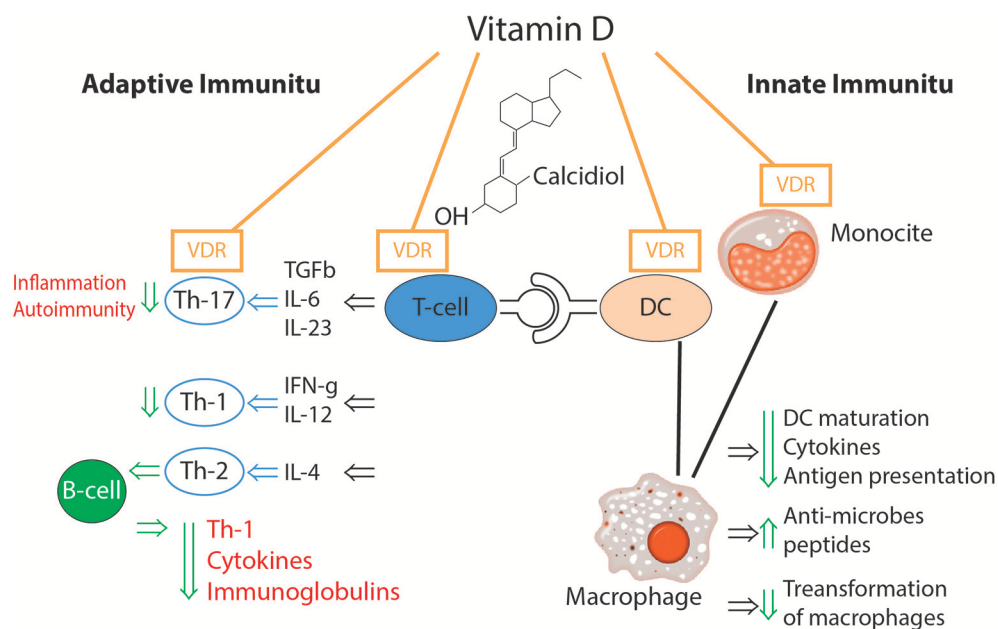 Vitamin D
Adaptive Immunitu
Innate Immunitu
Calcidiol
OH
VDR
VDR
VDR
VDR
Monocite
Inflammation
Autoimmunity
Th-17
TGFb
IL-6
IL-23
T-cell
DC
Th-1
IFN-g
IL-12
Th-2
IL-4
B-cell
Th-1
Cytokines
Immunoglobulins
Macrophage
DC maturation
Cytokines
Antigen presentation
Anti-microbes
peptides
Treansformation
of macrophages